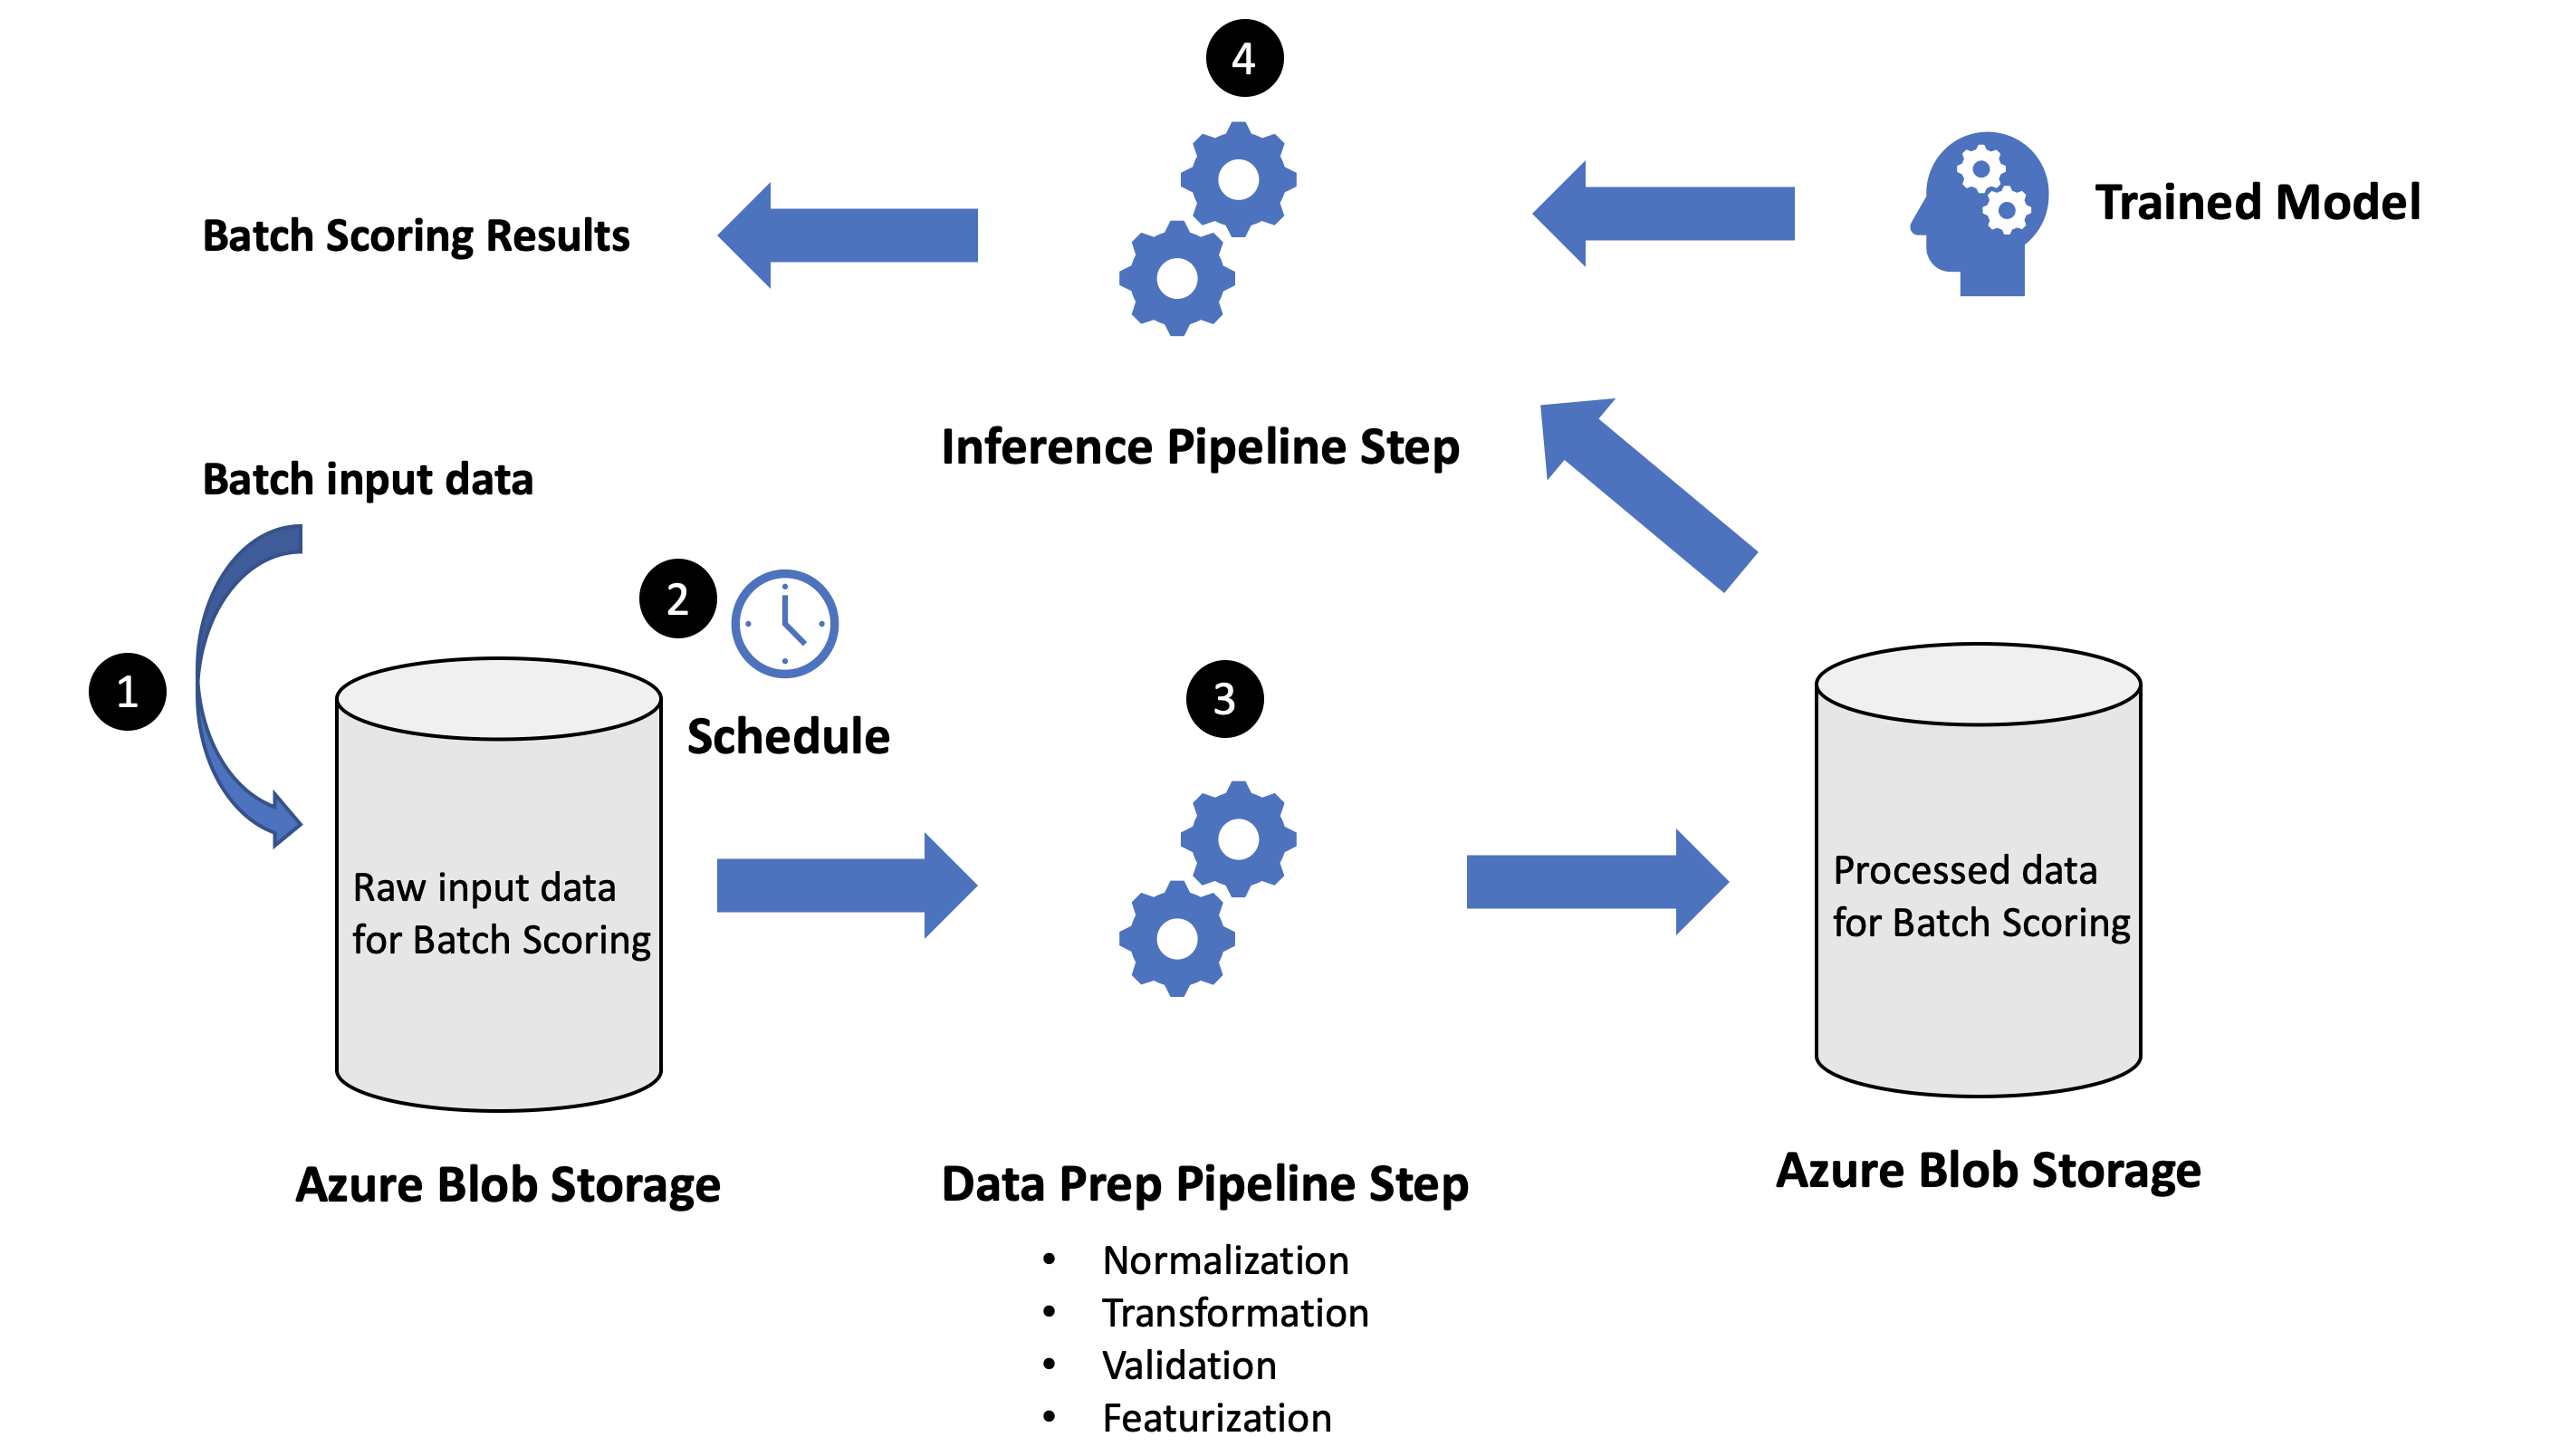 4
Trained Model
Batch Scoring Results
Inference Pipeline Step
Batch input data
2
1
3
Schedule
Raw input data
for Batch Scoring
Processed data
for Batch Scoring
Azure Blob Storage
Data Prep Pipeline Step
Azure Blob Storage
• Normalization
• Transformation
• Validation
• Featurization